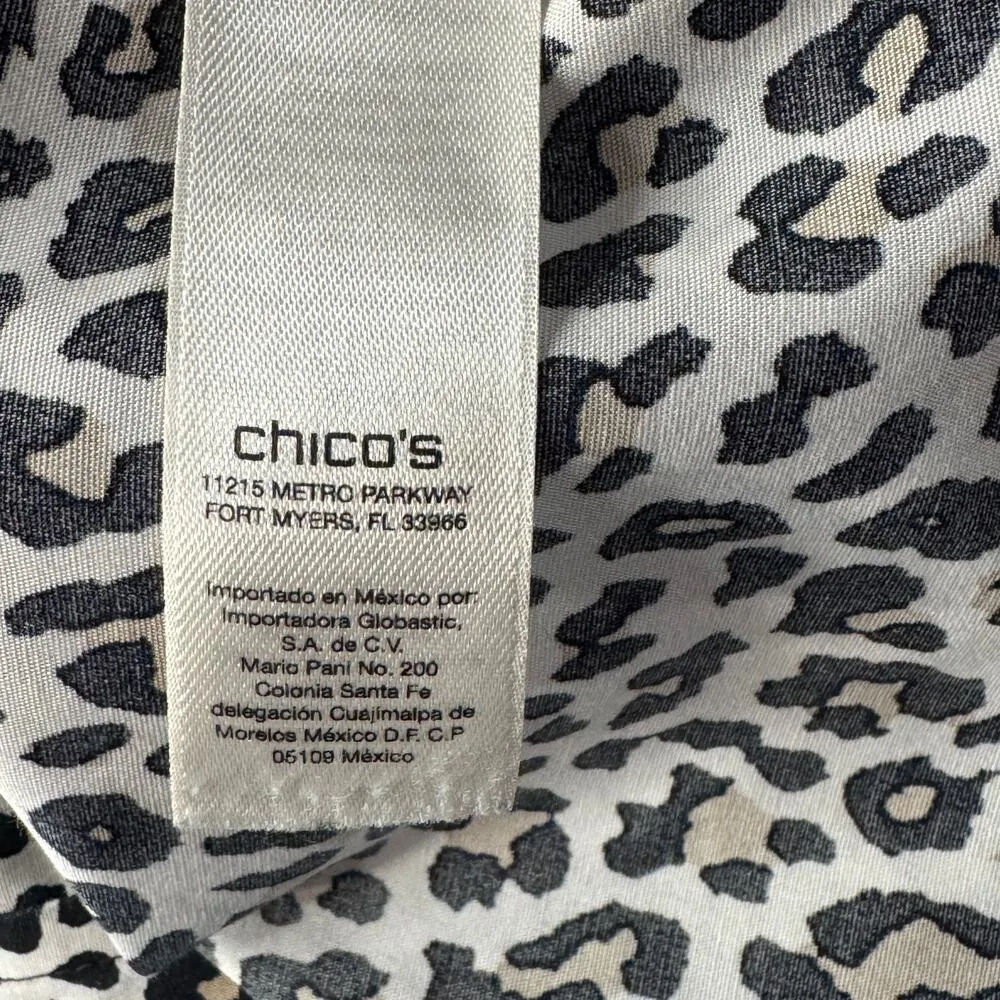 chico's
11215 METRO PARKWAY
FORT MYERS, FL 33966
Importado en México por:
Importadora Globastic,
S.A. de C.V.
Mario Pani No. 200
Colonia Santa Fe
delegación Cuajimalpa de
Morelos México D.F. C.P
05109 México